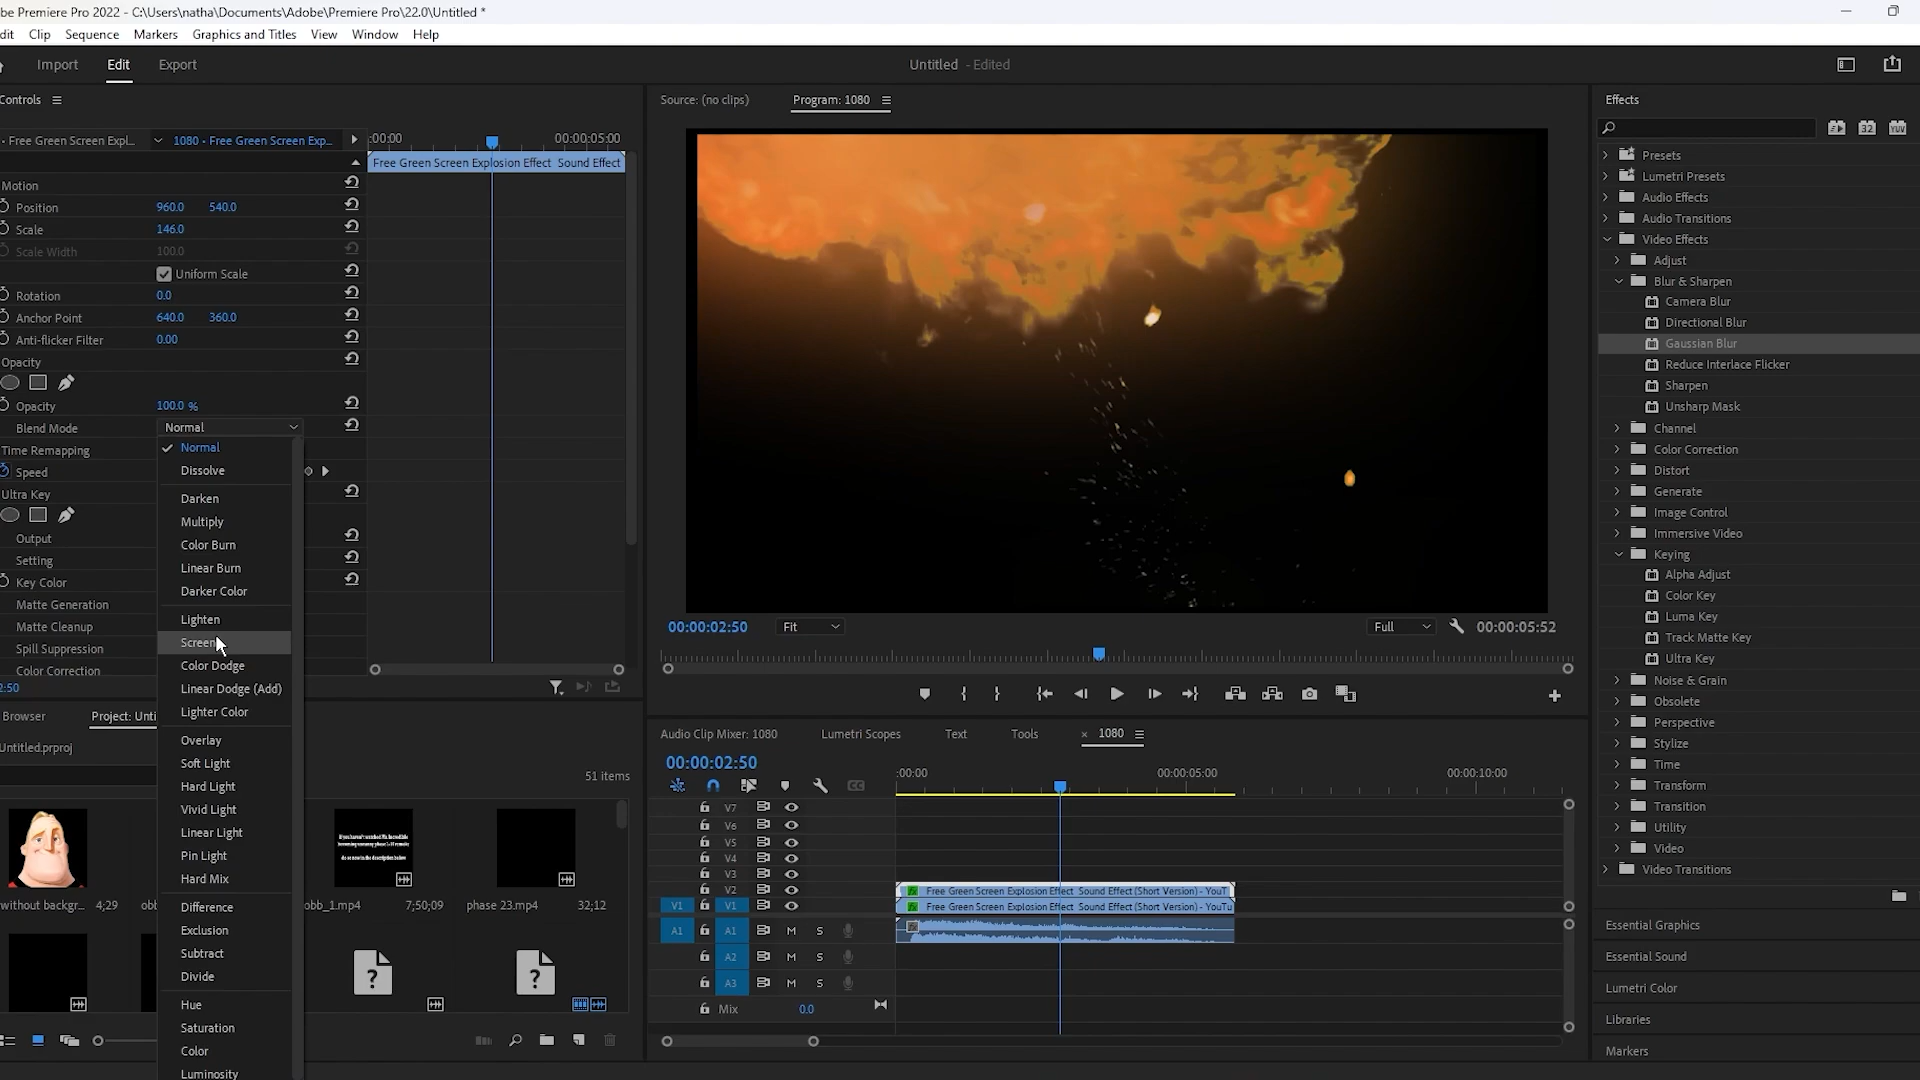 be Premiere Pro 2022 - C:\Users\natha\Documents\Adobe\Premiere Pro\22.0\Untitled *
dit Clip Sequence Markers Graphics and Titles View Window Help
Import Edit Export
Untitled - Edited
Controls
- Free Green Screen Expl... 1080 - Free Green Screen Exp... :00:00 00:00:05:00
Free Green Screen Explosion Effect Sound Effect
Motion
Position 960.0 540.0
Scale 146.0
Scale Width 100.0
Uniform Scale
Rotation 0.0
Anchor Point 640.0 360.0
Anti-flicker Filter 0.00
Opacity
Opacity 100.0 %
Blend Mode Normal
Time Remapping
Speed
Ultra Key
Output
Setting
Key Color
Matte Generation
Matte Cleanup
Spill Suppression
Color Correction
2:50
Normal
Dissolve
Darken
Multiply
Color Burn
Linear Burn
Darker Color
Lighten
Screen
Color Dodge
Linear Dodge (Add)
Lighter Color
Overlay
Soft Light
Hard Light
Vivid Light
Linear Light
Pin Light
Hard Mix
Difference
Exclusion
Subtract
Divide
Hue
Saturation
Color
Luminosity
Browser Project: Unti
Untitled.prproj
51 items
without backgr... 4;29 obb
obb_1.mp4 7;50;09
phase 23.mp4 32;12
If you haven't watched Mr. Incredible
? ?
Source: (no clips) Program: 1080
00:00:02:50 Fit Full 00:00:05:52
Audio Clip Mixer: 1080 Lumetri Scopes Text Tools × 1080
00:00:02:50
:00:00 00:00:05:00 00:00:10:00
V7
V6
V5
V4
V3
V2 fx Free Green Screen Explosion Effect Sound Effect (Short Version) - YouT
V1 V1 fx Free Green Screen Explosion Effect Sound Effect (Short Version) - YouTu
A1 A1 M S
A2 M S
A3 M S
Mix 0.0
Effects
32 YUV
Presets
Lumetri Presets
Audio Effects
Audio Transitions
Video Effects
Adjust
Blur & Sharpen
Camera Blur
Directional Blur
Gaussian Blur
Reduce Interlace Flicker
Sharpen
Unsharp Mask
Channel
Color Correction
Distort
Generate
Image Control
Immersive Video
Keying
Alpha Adjust
Color Key
Luma Key
Track Matte Key
Ultra Key
Noise & Grain
Obsolete
Perspective
Stylize
Time
Transform
Transition
Utility
Video
Video Transitions
Essential Graphics
Essential Sound
Lumetri Color
Libraries
Markers